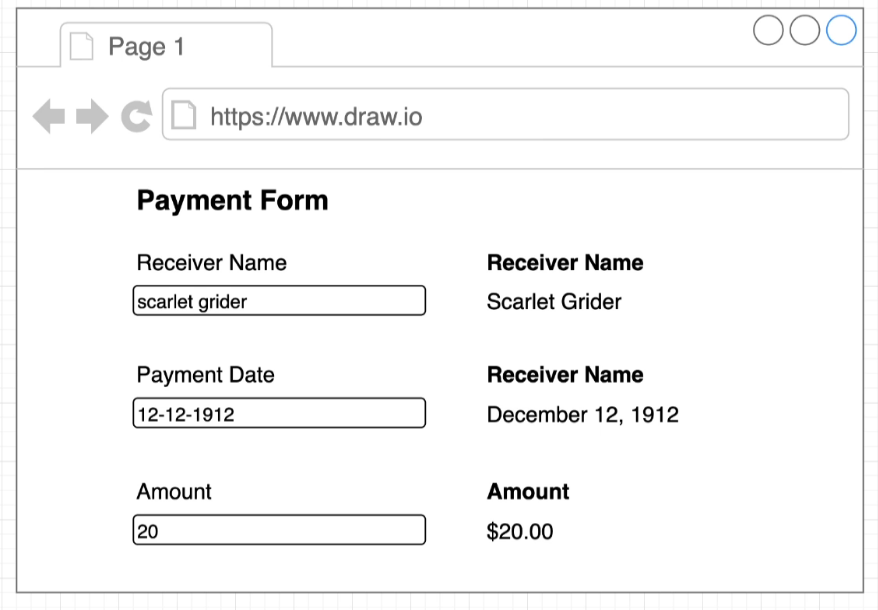 Page 1
https://www.draw.io
Payment Form
Receiver Name
Receiver Name
scarlet grider
Scarlet Grider
Payment Date
Receiver Name
12-12-1912
December 12, 1912
Amount
Amount
20
$20.00